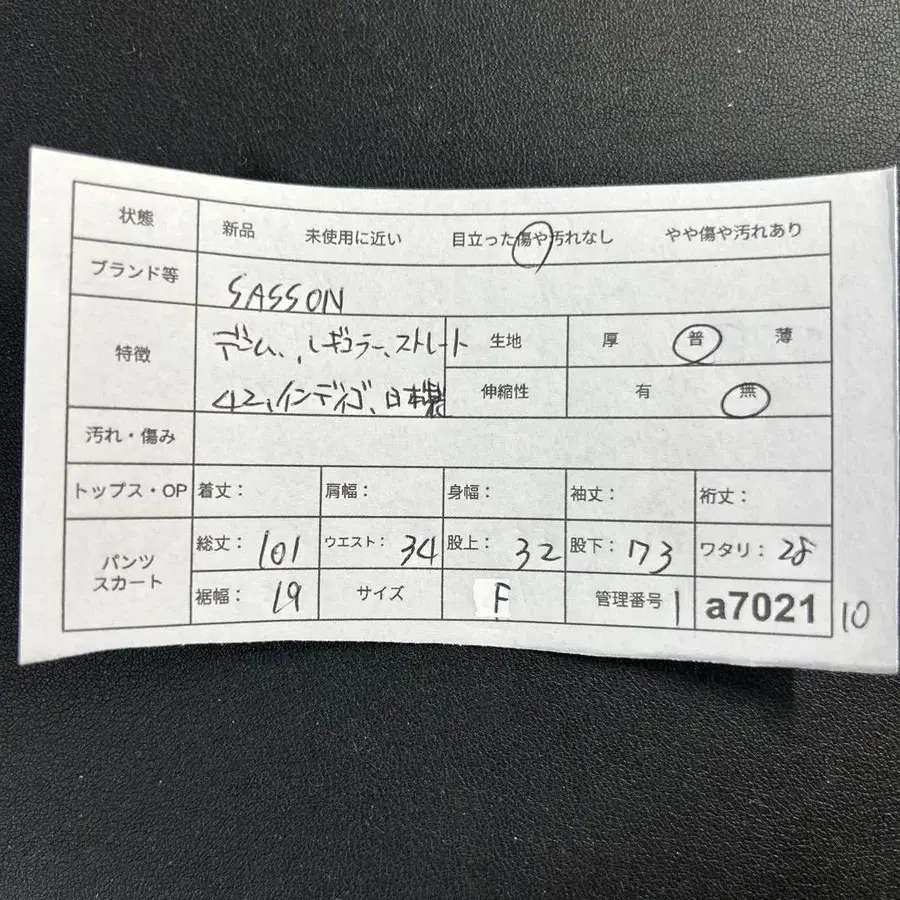 状態 新品 未使用に近い 目立った傷や汚れなし やや傷や汚れあり
ブランド等 SASSON
特徴 デニム、レギュラー、ストレート 生地 厚 普 薄
42、インディゴ、日本製 伸縮性 有 無
汚れ・傷み
トップス・OP 着丈: 肩幅: 身幅: 袖丈: 裄丈:
パンツ スカート 総丈: 101 ウエスト: 34 股上: 32 股下: 73 ワタリ: 28
裾幅: 19 サイズ F 管理番号 1 a7021 10